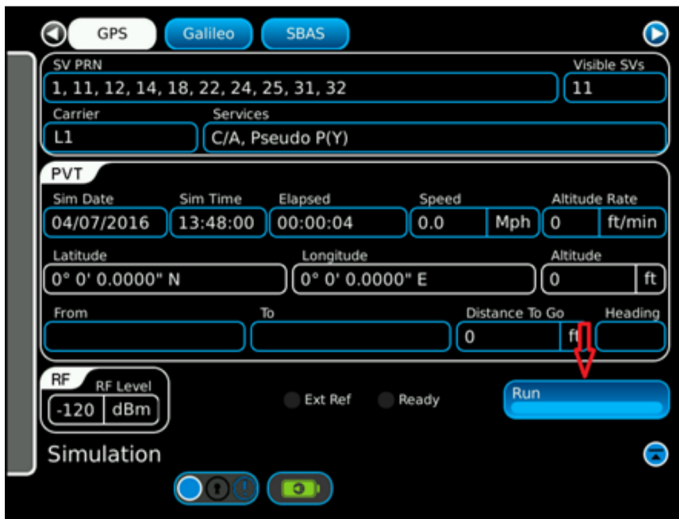 GPS Galileo SBAS
SV PRN Visible SVs
1, 11, 12, 14, 18, 22, 24, 25, 31, 32 11
Carrier Services
L1 C/A, Pseudo P(Y)
PVT
Sim Date Sim Time Elapsed Speed Altitude Rate
04/07/2016 13:48:00 00:00:04 0.0 Mph 0 ft/min
Latitude Longitude Altitude
0° 0' 0.0000" N 0° 0' 0.0000" E 0 ft
From To Distance To Go Heading
0 ft
RF RF Level
-120 dBm Ext Ref Ready Run
Simulation